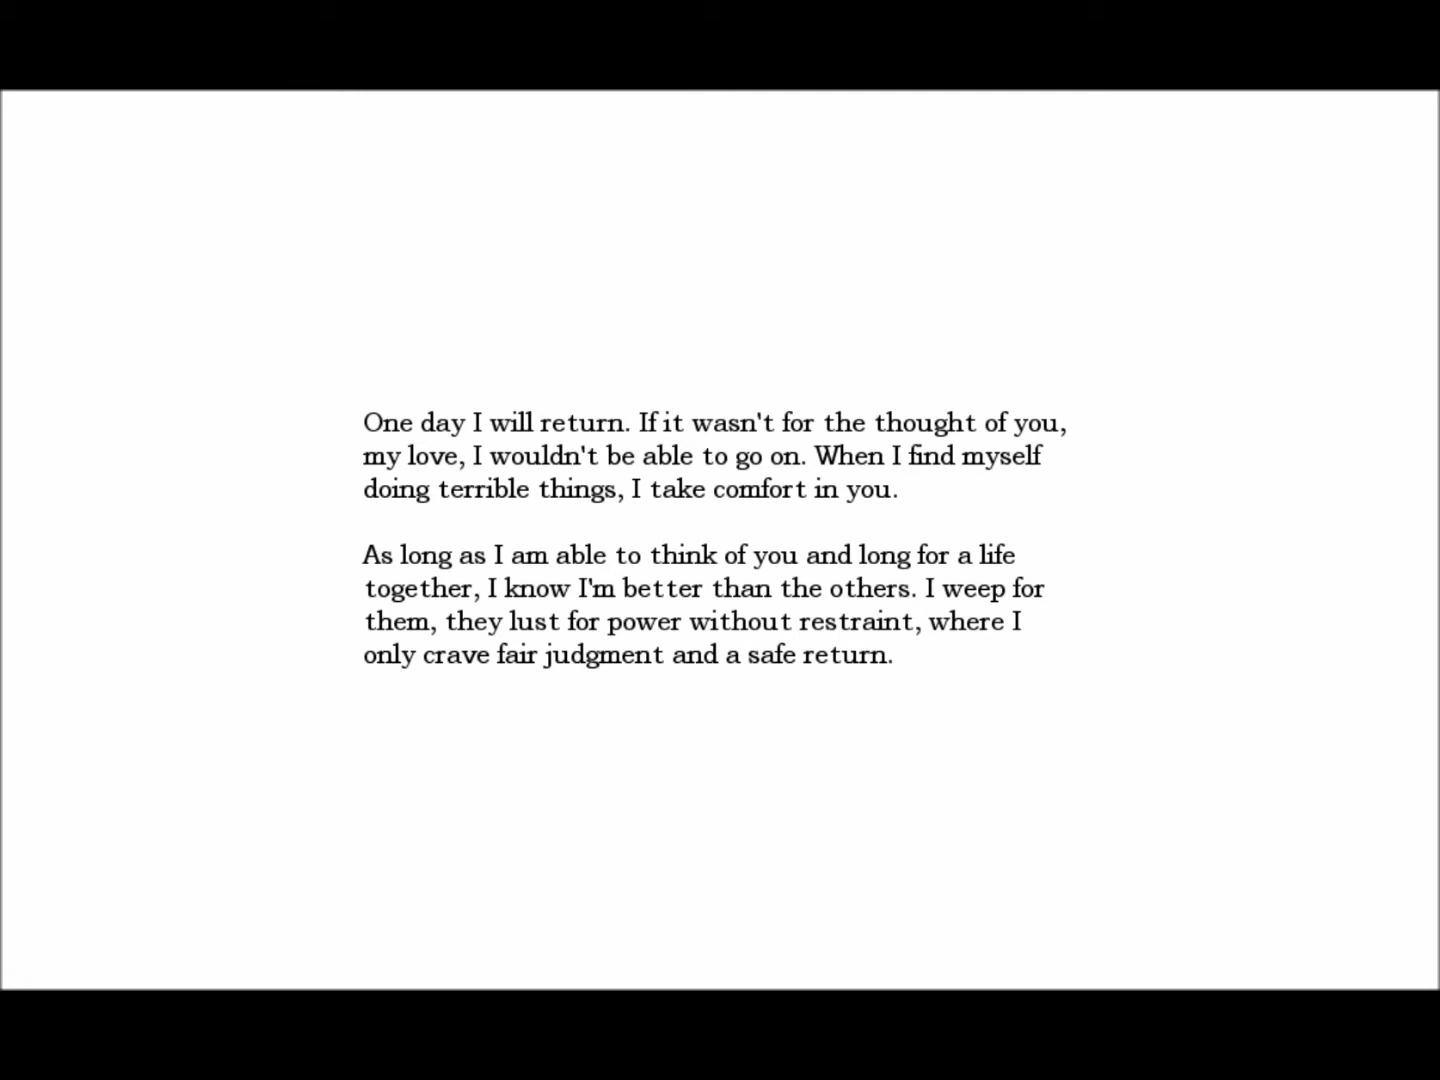 One day I will return. If it wasn't for the thought of you,
my love, I wouldn't be able to go on. When I find myself
doing terrible things, I take comfort in you.
As long as I am able to think of you and long for a life
together, I know I'm better than the others. I weep for
them, they lust for power without restraint, where I
only crave fair judgment and a safe return.